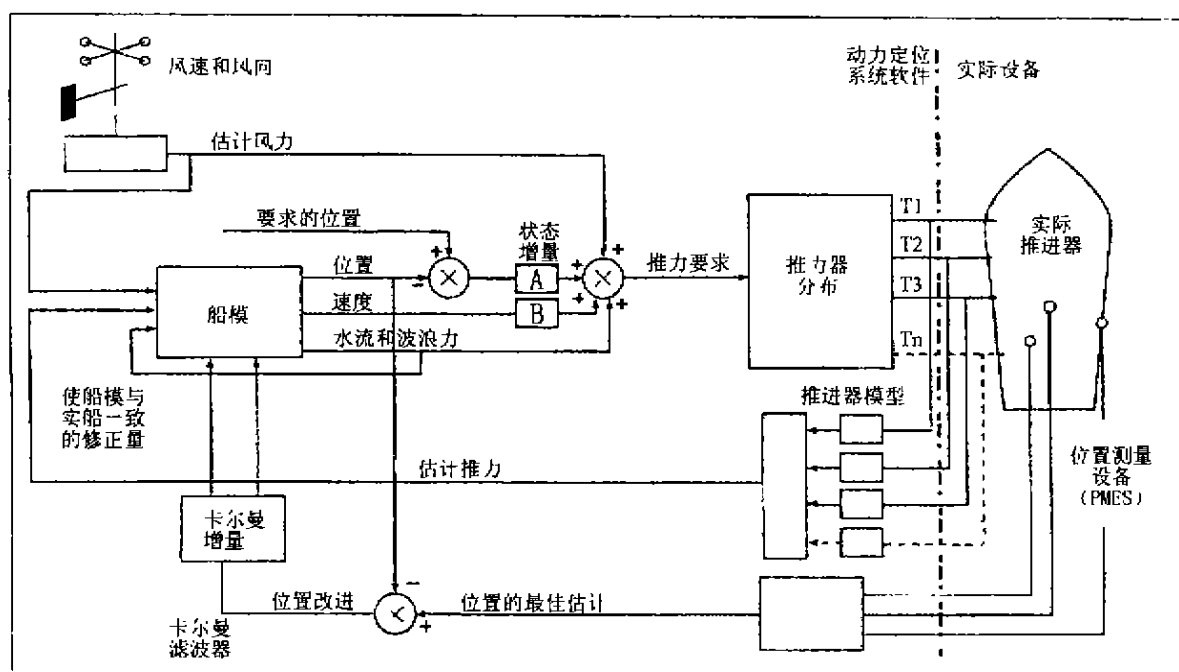 风速和风向
动力定位
系统软件
实际设备
估计风力
要求的位置
状态
增量
位置
A
推力要求
推力器
分布
T1
T2
T3
Tn
实际
推进器
船模
速度
B
水流和波浪力
使船模与
实船一致
的修正量
推进器模型
估计推力
位置测量
设备
(PMES)
卡尔曼
增量
位置改进
位置的最佳估计
卡尔曼
滤波器